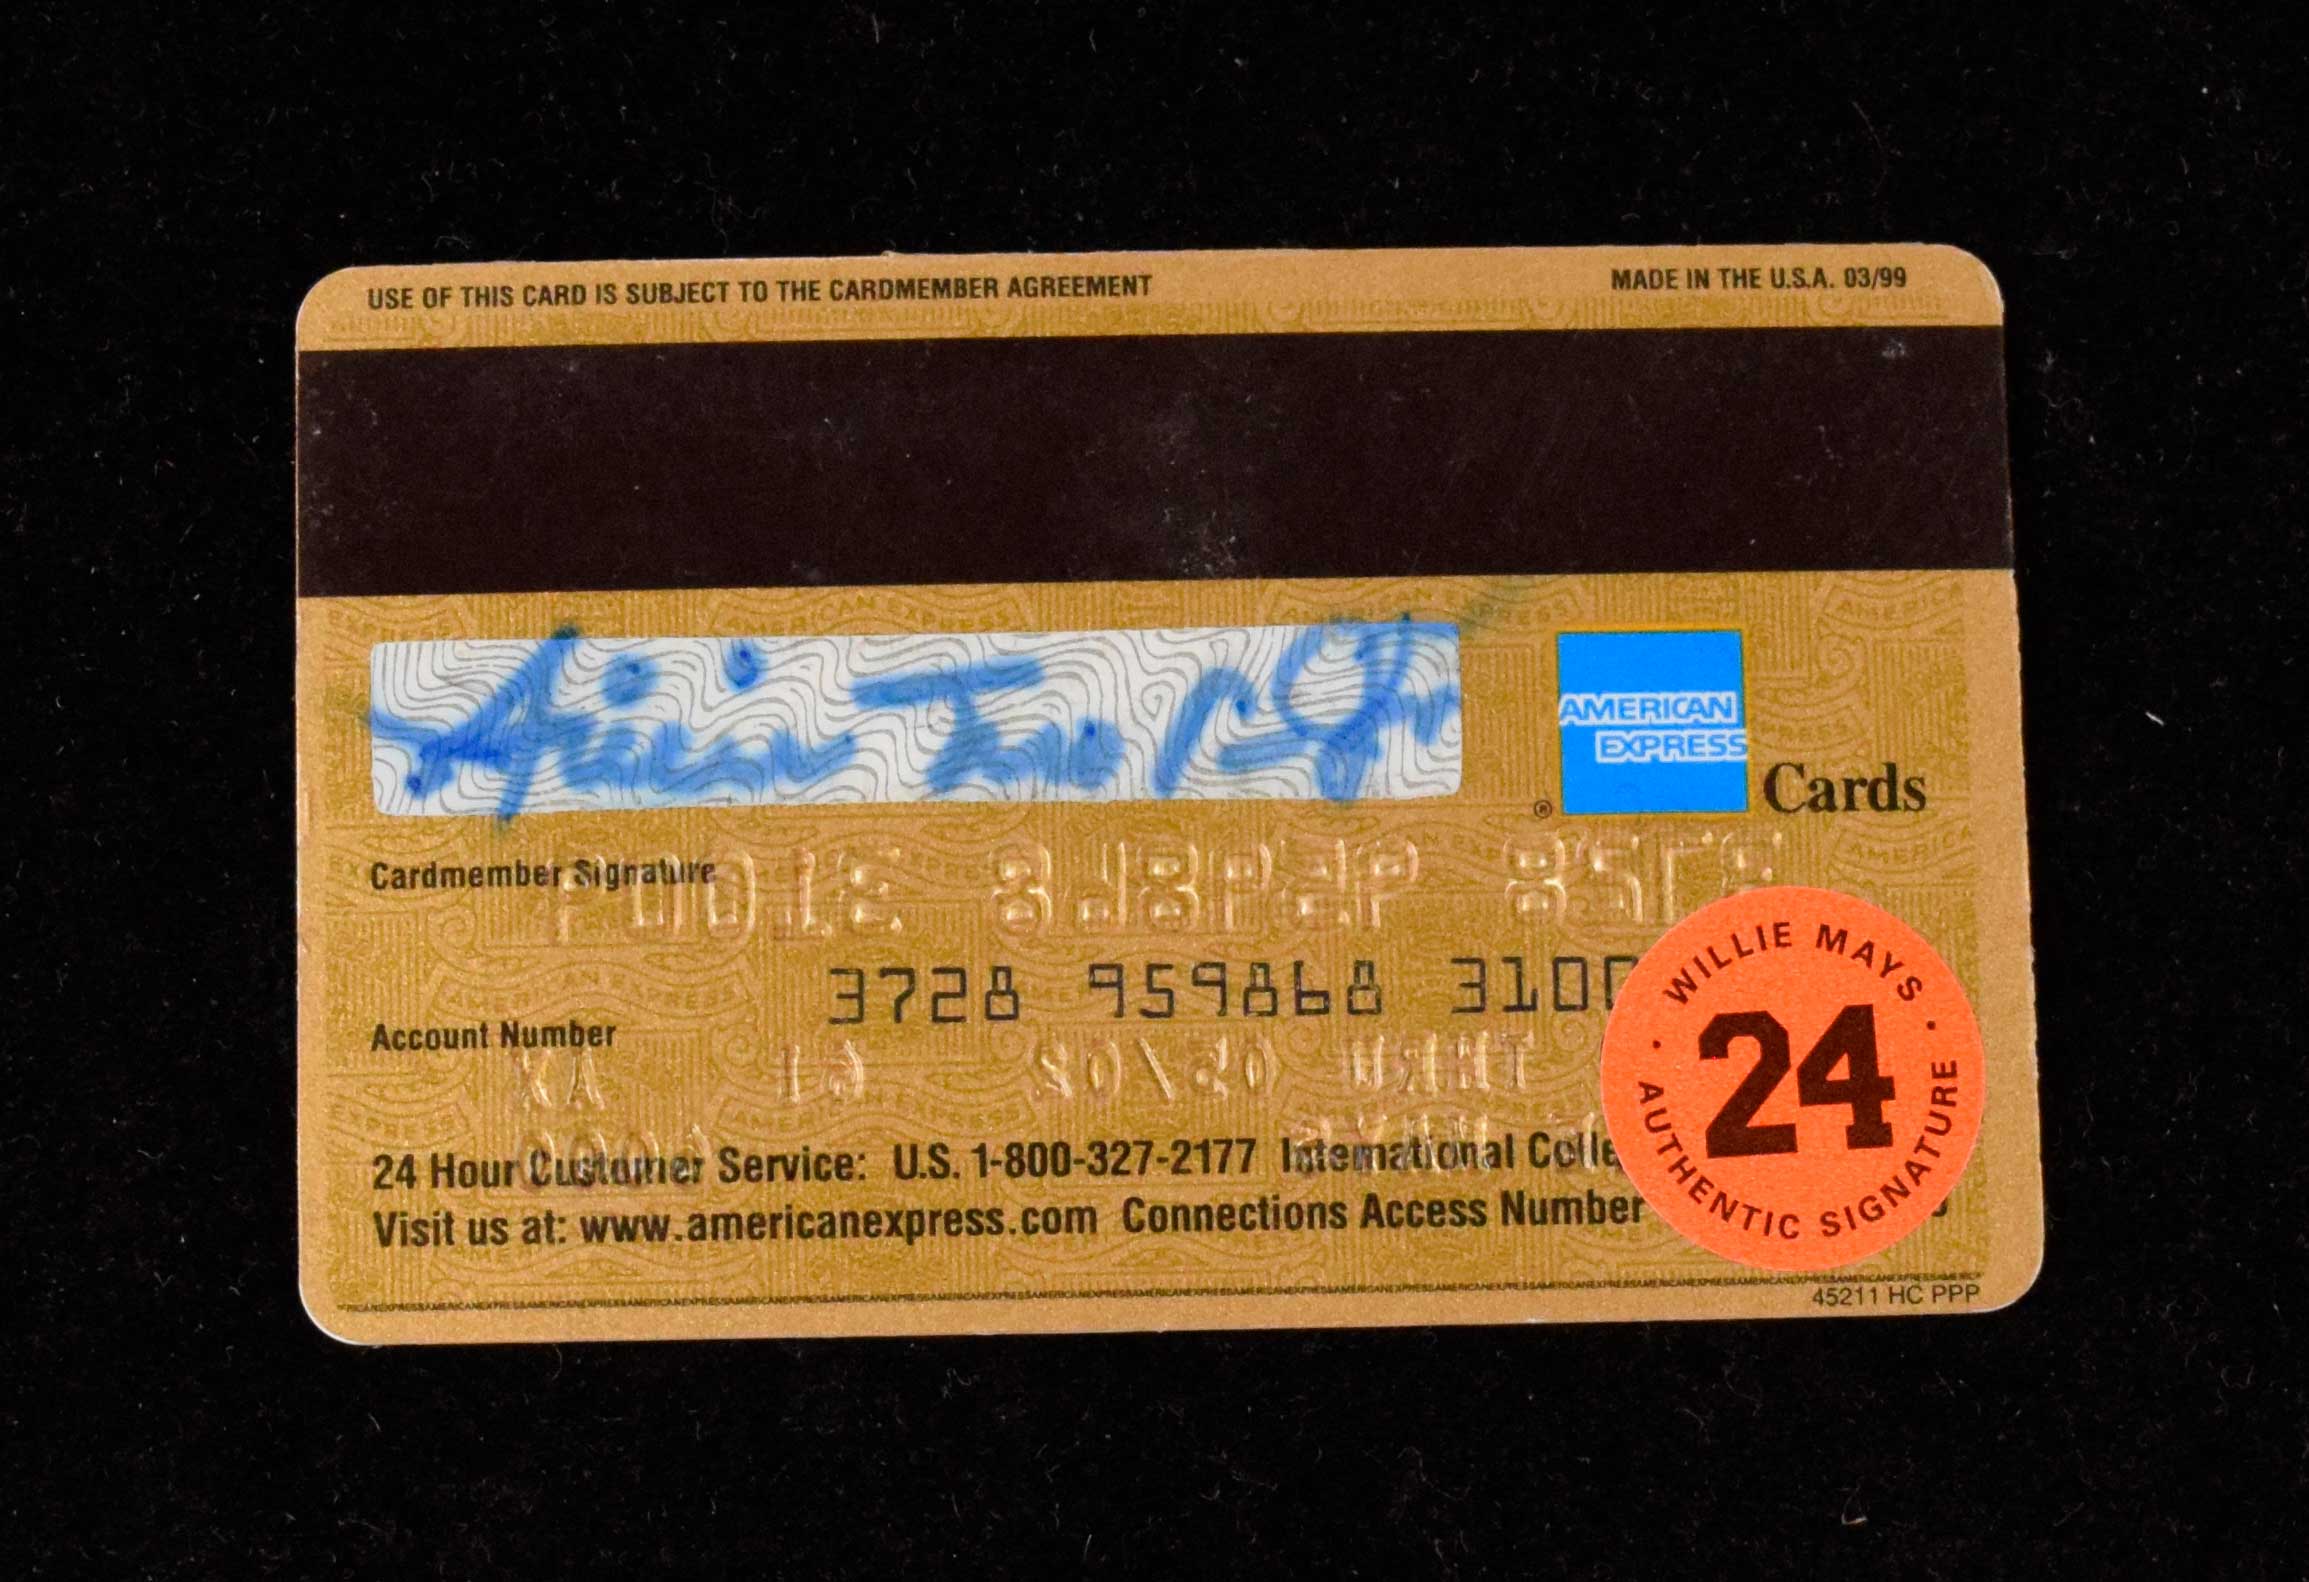 USE OF THIS CARD IS SUBJECT TO THE CARDMEMBER AGREEMENT
MADE IN THE U.S.A. 03/99
AMERICAN
EXPRESS
® Cards
Cardmember Signature
3728 959868
Account Number
24 Hour Customer Service: U.S. 1-800-327-2177 International
Visit us at: www.americanexpress.com Connections Access Number
45211 HC PPP
WILLIE MAYS
24
AUTHENTIC SIGNATURE